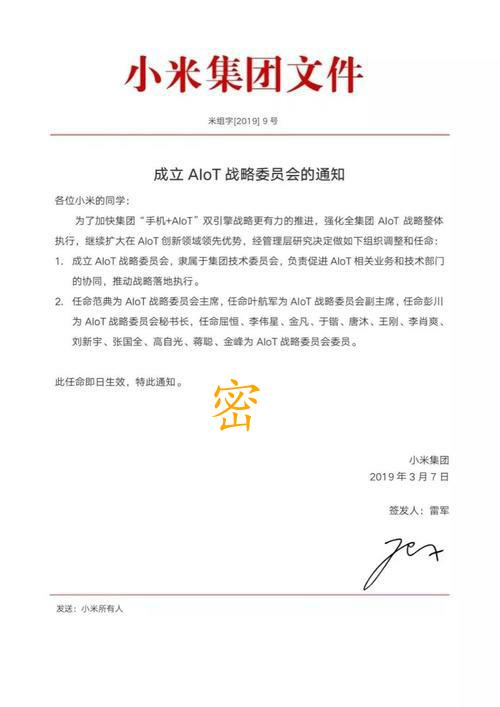 小米集团文件
米组字[2019] 9 号
成立 AIoT 战略委员会的通知
各位小米的同学:
为了加快集团“手机+AIoT”双引擎战略更有力的推进，强化全集团 AIoT 战略整体
执行，继续扩大在 AIoT 创新领域领先优势，经管理层研究决定做如下组织调整和任命:
1. 成立 AIoT 战略委员会，隶属于集团技术委员会，负责促进 AIoT 相关业务和技术部门
的协同，推动战略落地执行。
2. 任命范典为 AIoT 战略委员会主席，任命叶航军为 AIoT 战略委员会副主席，任命彭川
为 AIoT 战略委员会秘书长，任命屈恒、李伟星、金凡、于锴、唐沐、王刚、李肖爽、
刘新宇、张国全、高自光、蒋聪、金峰为 AIoT 战略委员会委员。
此任命即日生效，特此通知。
密
小米集团
2019 年 3 月 7 日
签发人：雷军
发送：小米所有人